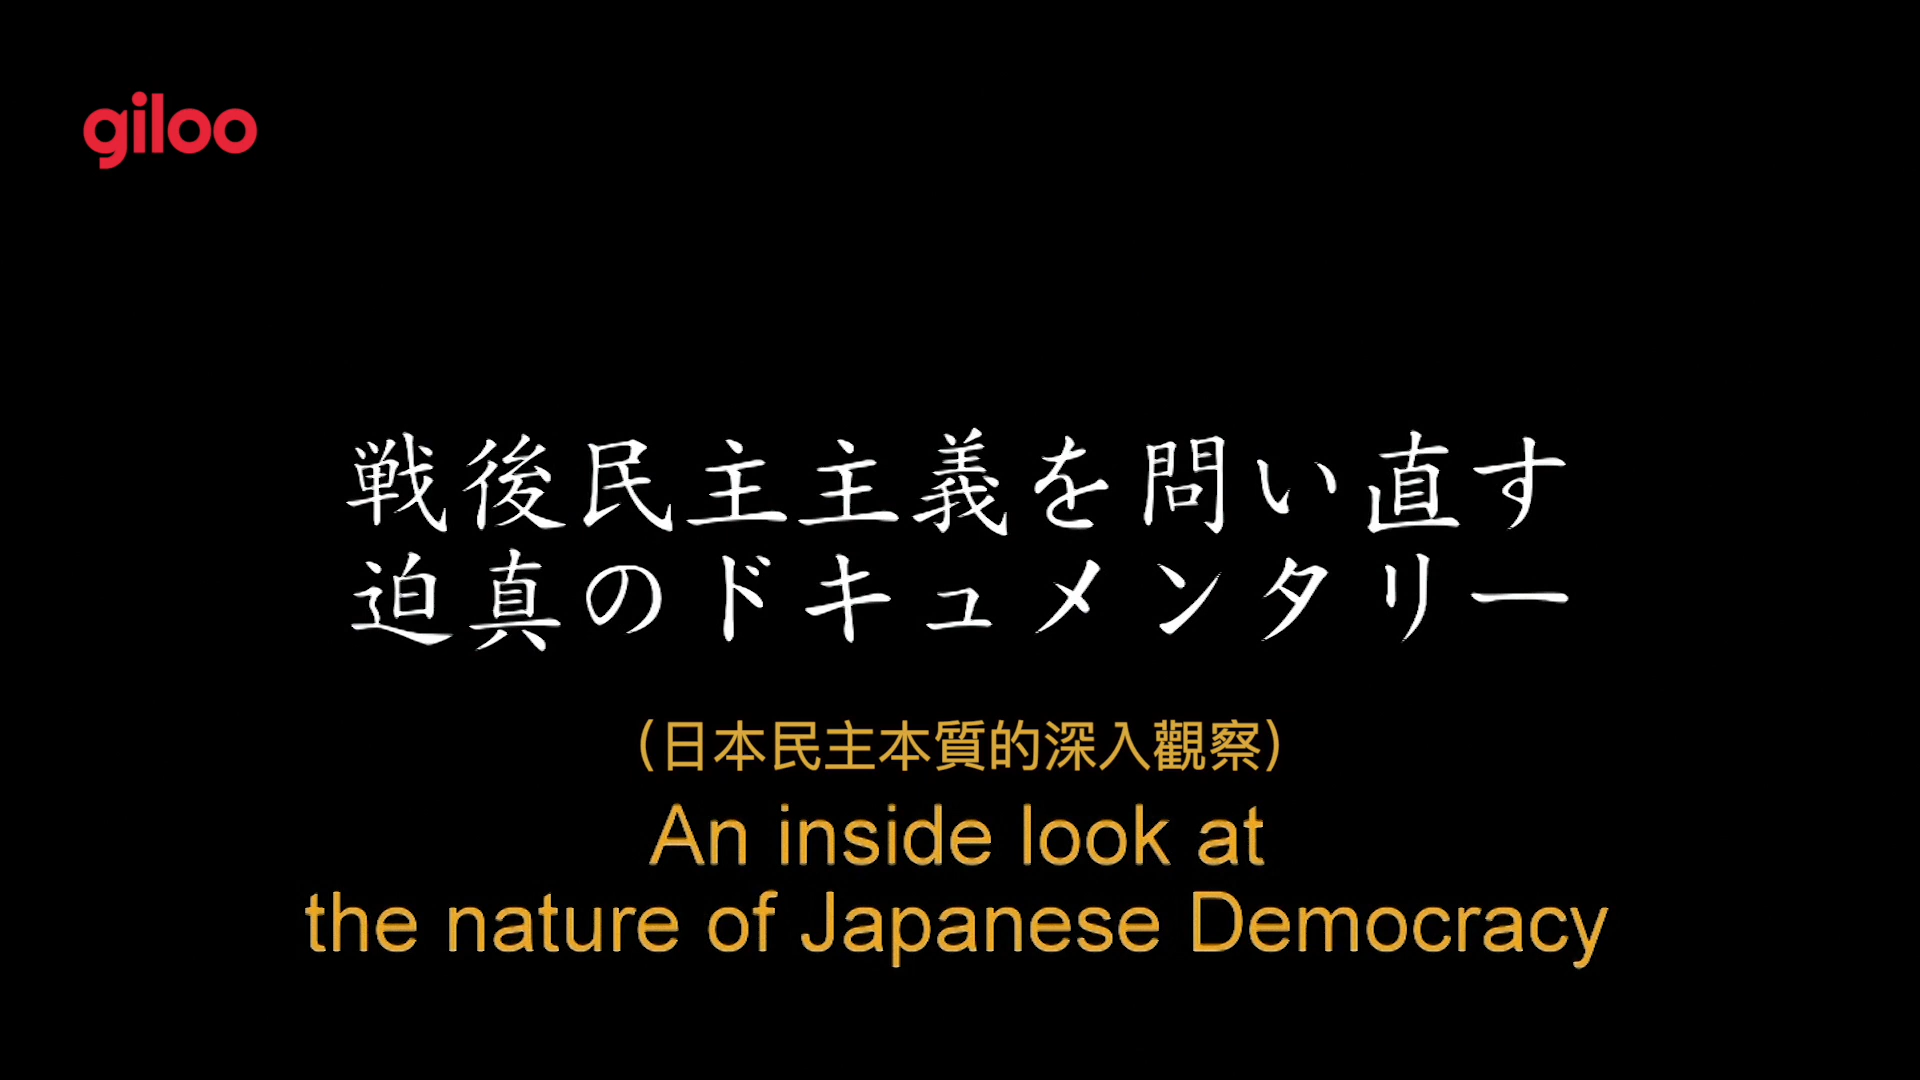 giloo
戦後民主主義を問い直す
迫真のドキュメンタリー
（日本民主本質的深入觀察）
An inside look at
the nature of Japanese Democracy